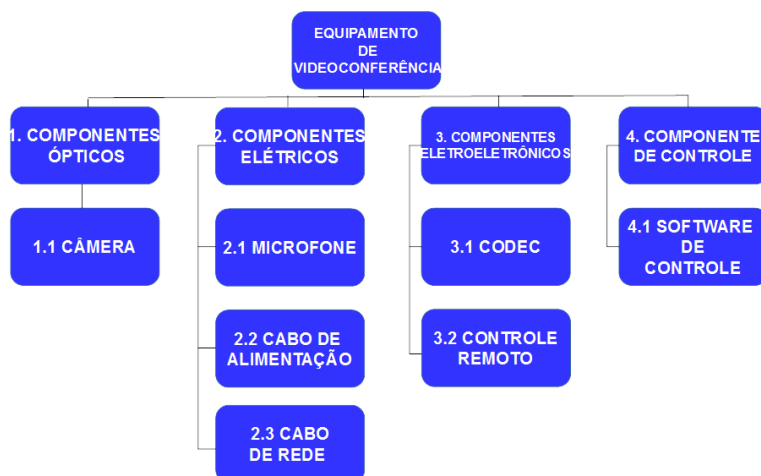 EQUIPAMENTO
DE
VIDEOCONFERÊNCIA
1. COMPONENTES
ÓPTICOS
2. COMPONENTES
ELÉTRICOS
3. COMPONENTES
ELETROELETRÔNICOS
4. COMPONENTE
DE CONTROLE
1.1 CÂMERA
2.1 MICROFONE
3.1 CODEC
4.1 SOFTWARE
DE
CONTROLE
2.2 CABO DE
ALIMENTAÇÃO
3.2 CONTROLE
REMOTO
2.3 CABO
DE REDE